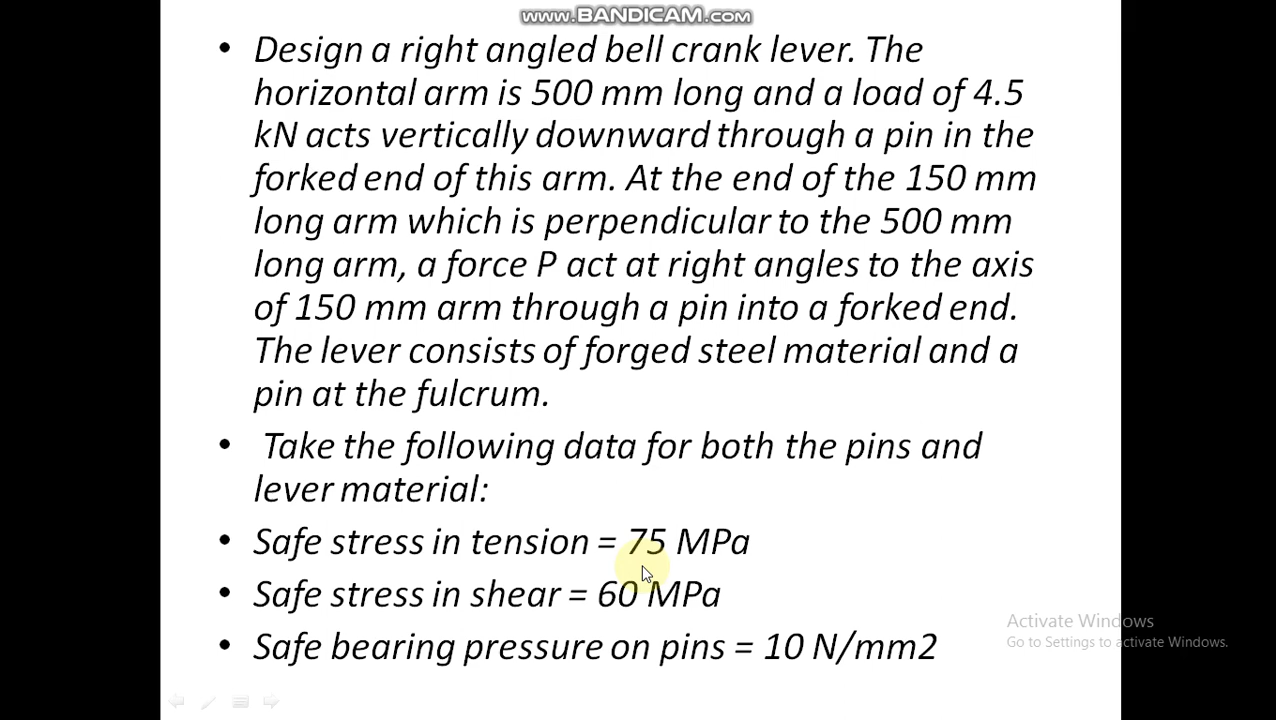 www.BANDICAM.com
• Design a right angled bell crank lever. The
horizontal arm is 500 mm long and a load of 4.5
kN acts vertically downward through a pin in the
forked end of this arm. At the end of the 150 mm
long arm which is perpendicular to the 500 mm
long arm, a force P act at right angles to the axis
of 150 mm arm through a pin into a forked end.
The lever consists of forged steel material and a
pin at the fulcrum.
• Take the following data for both the pins and
lever material:
• Safe stress in tension = 75 MPa
• Safe stress in shear = 60 MPa
• Safe bearing pressure on pins = 10 N/mm2
Activate Windows
Go to Settings to activate Windows.